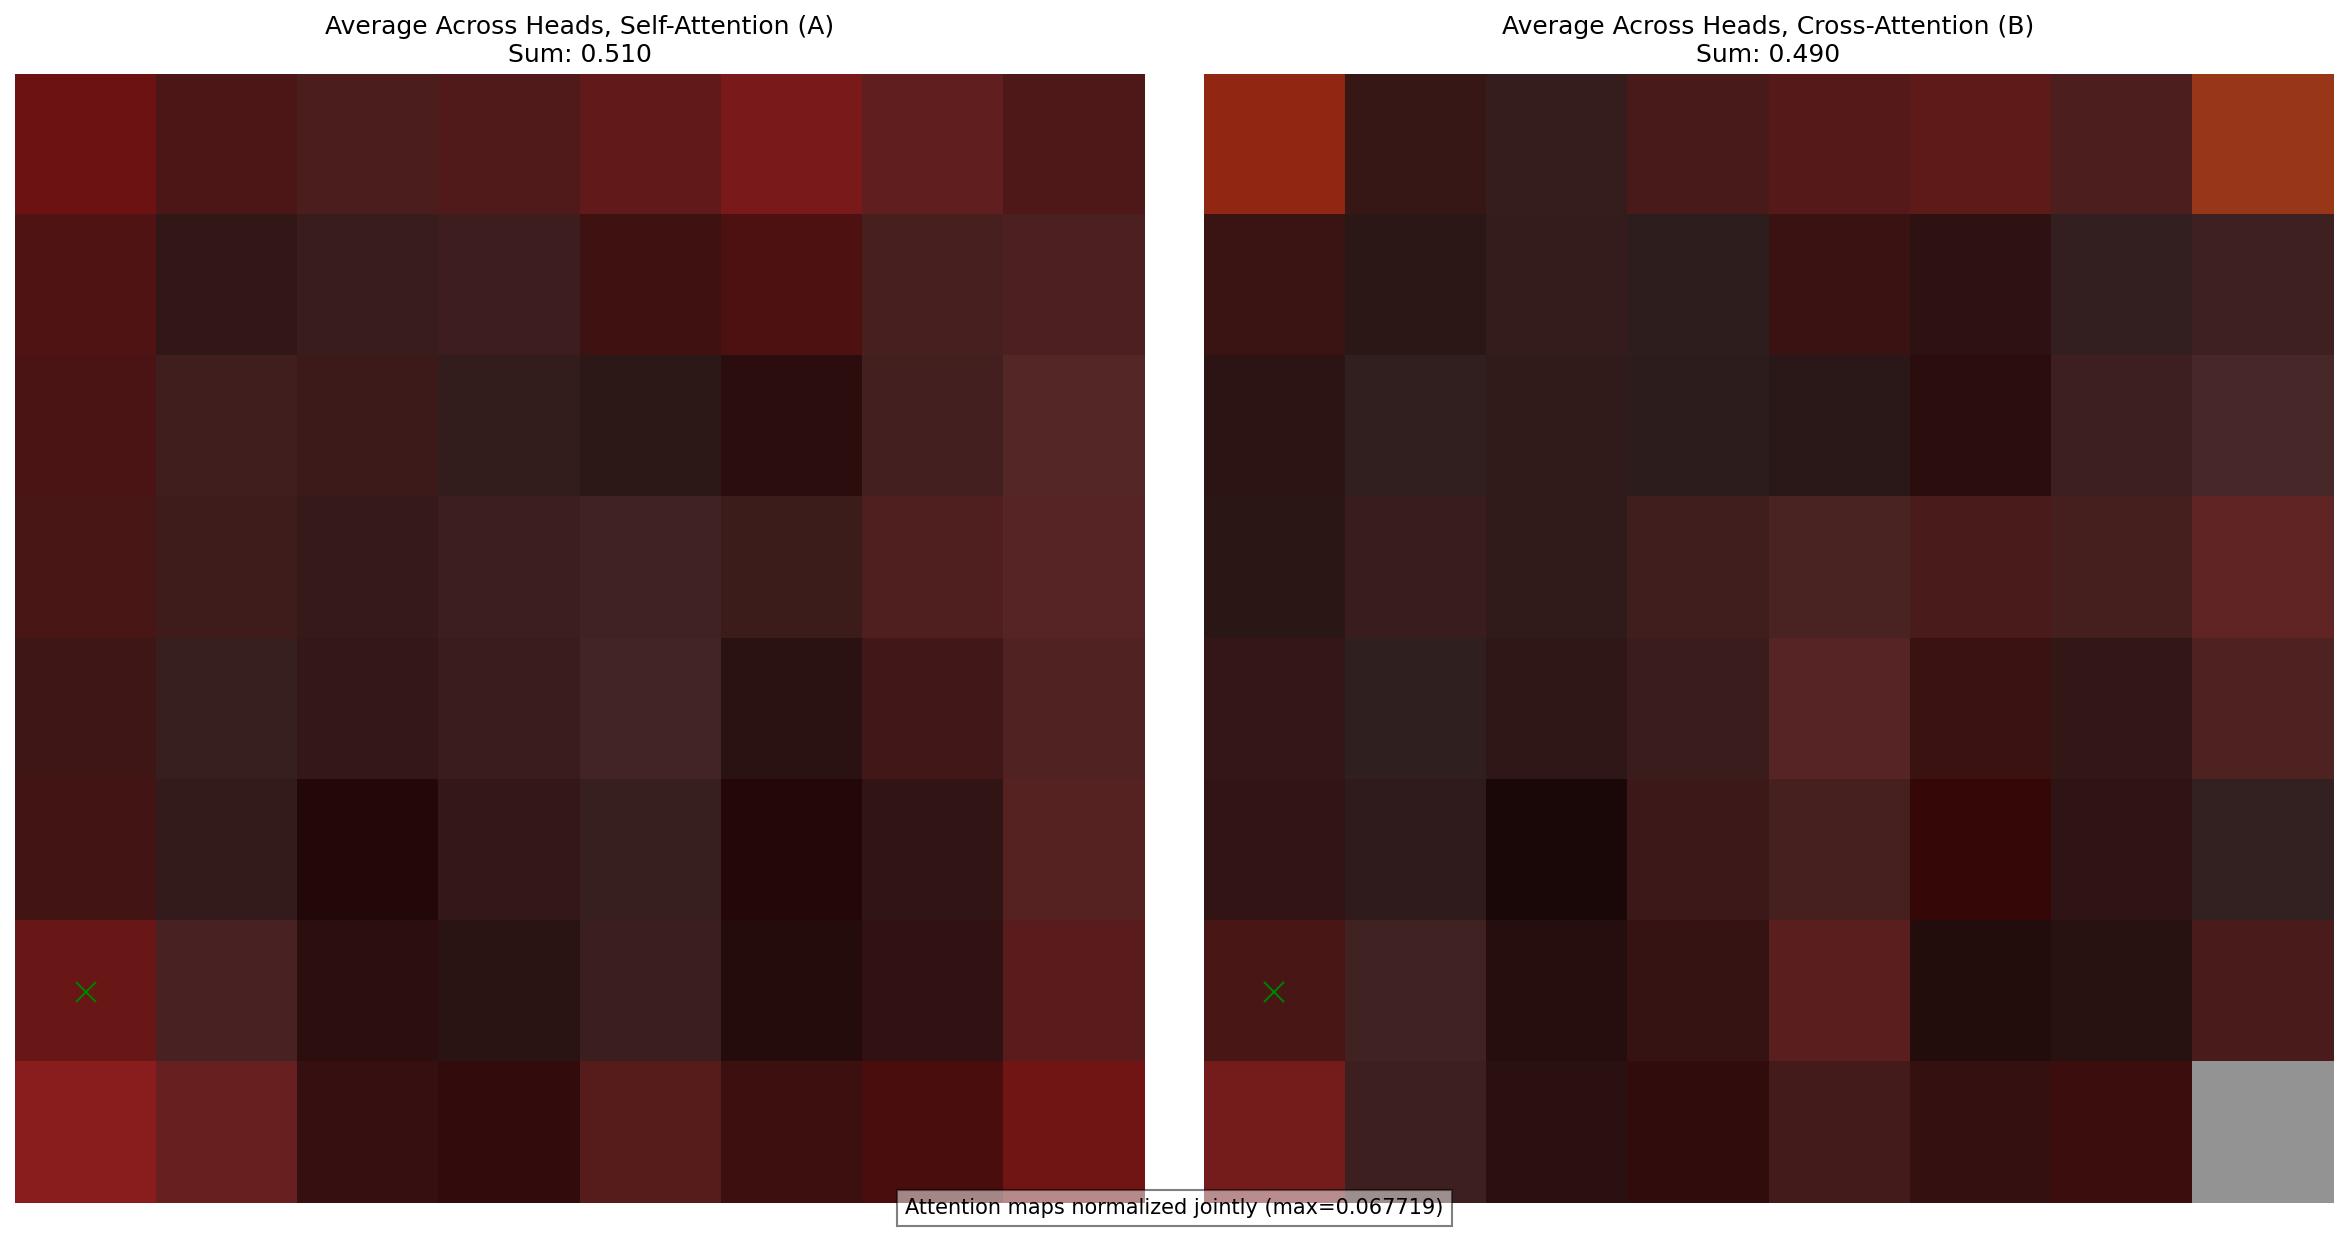 Average Across Heads, Self-Attention (A)
Sum: 0.510
Average Across Heads, Cross-Attention (B)
Sum: 0.490
Attention maps normalized jointly (max=0.067719)